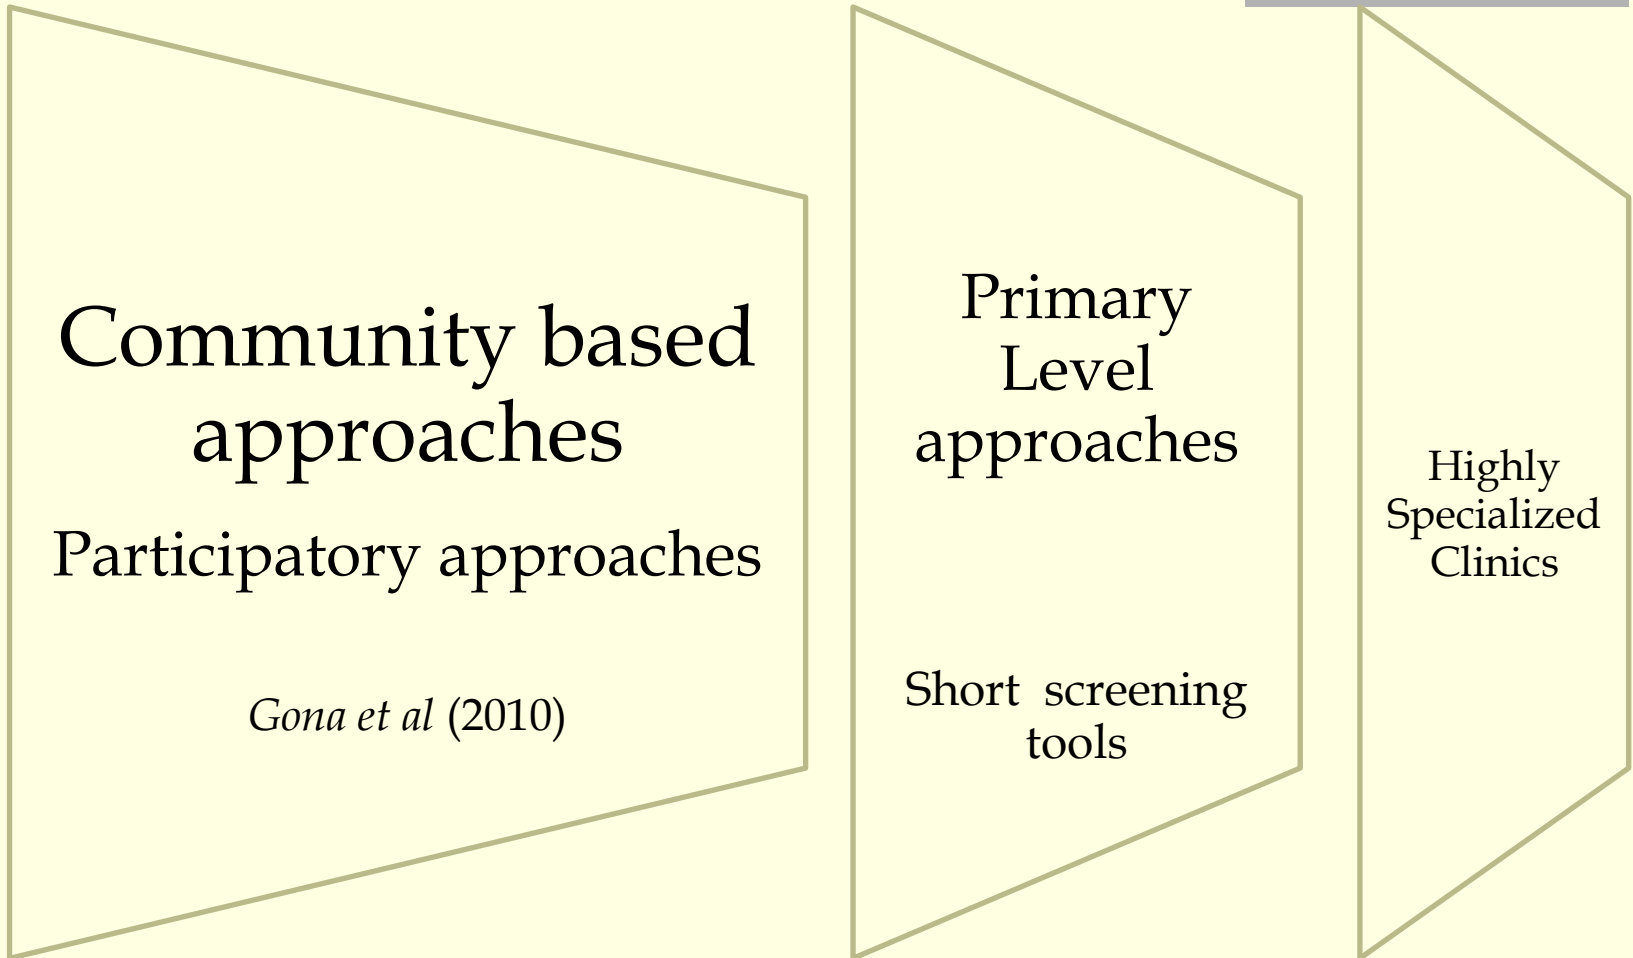 Community based
approaches
Participatory approaches
Gona et al (2010)
Primary
Level
approaches
Short screening
tools
Highly
Specialized
Clinics